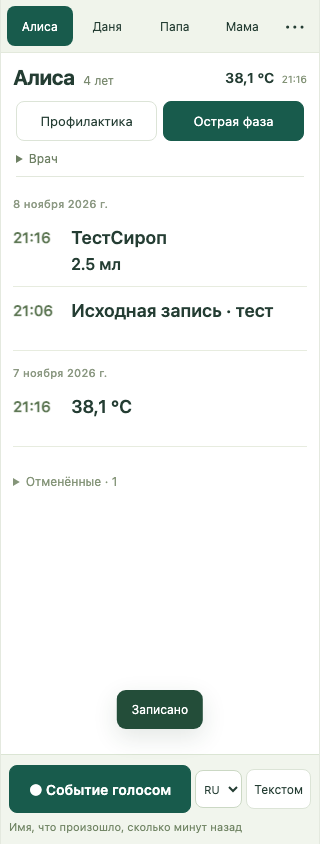 Алиса Даня Папа Мама •••
Алиса 4 лет 38,1 °C 21:16
Профилактика Острая фаза
▶ Врач
8 ноября 2026 г.
21:16 ТестСироп
2.5 мл
21:06 Исходная запись · тест
7 ноября 2026 г.
21:16 38,1 °C
▶ Отменённые · 1
Записано
● Событие голосом RU Текстом
Имя, что произошло, сколько минут назад